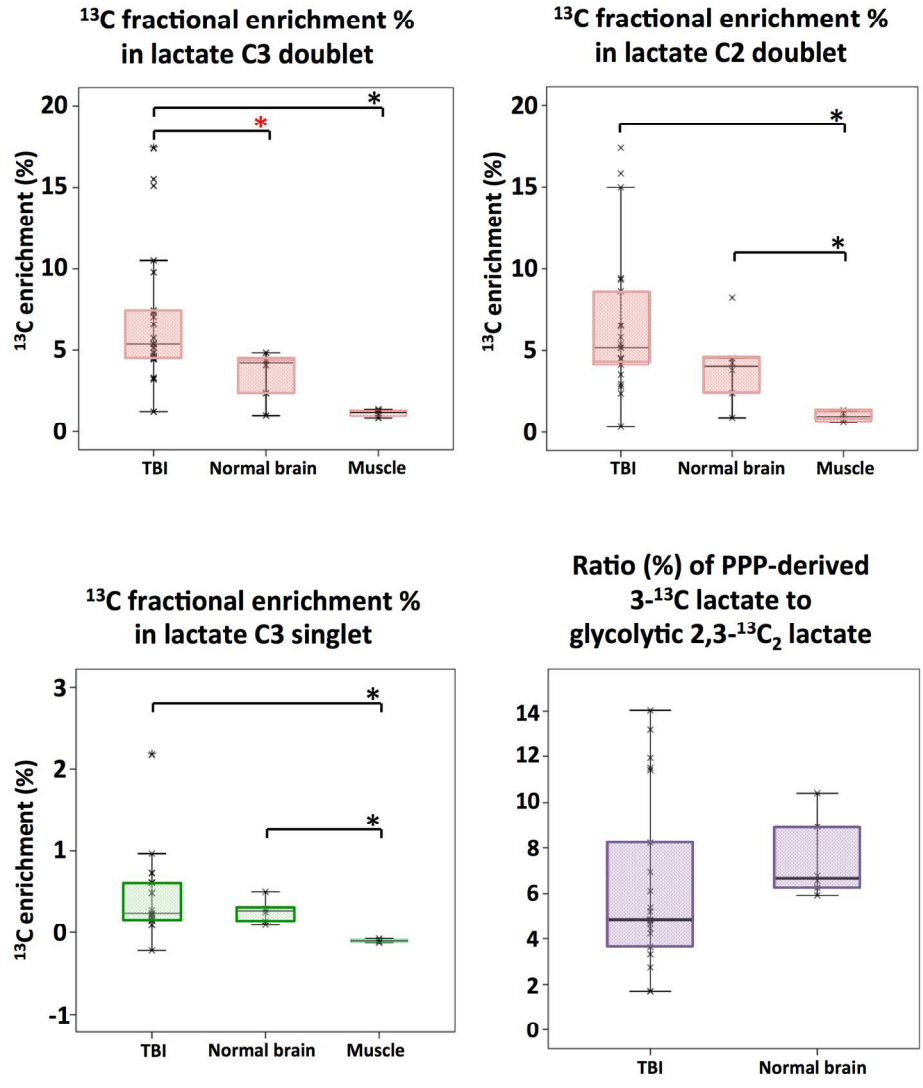 ¹³C fractional enrichment %
in lactate C3 doublet
20
15
10
5
0
¹³C enrichment (%)
*
*
TBI
Normal brain
Muscle
¹³C fractional enrichment %
in lactate C2 doublet
20
15
10
5
0
¹³C enrichment (%)
*
*
TBI
Normal brain
Muscle
¹³C fractional enrichment %
in lactate C3 singlet
3
2
1
0
-1
¹³C enrichment (%)
*
*
TBI
Normal brain
Muscle
Ratio (%) of PPP-derived
3-¹³C lactate to
glycolytic 2,3-¹³C₂ lactate
14
12
10
8
6
4
2
0
TBI
Normal brain